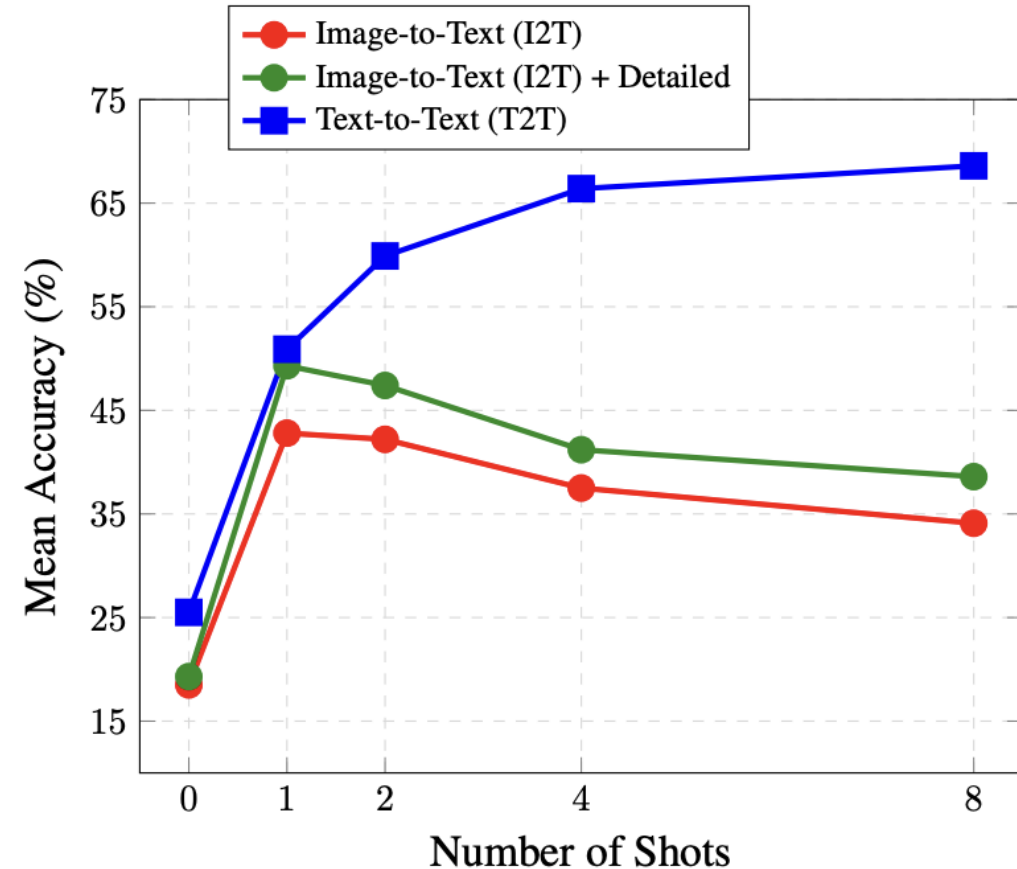 Image-to-Text (I2T)
Image-to-Text (I2T) + Detailed
Text-to-Text (T2T)
75
65
55
45
35
25
15
Mean Accuracy (%)
0 1 2 4 8
Number of Shots